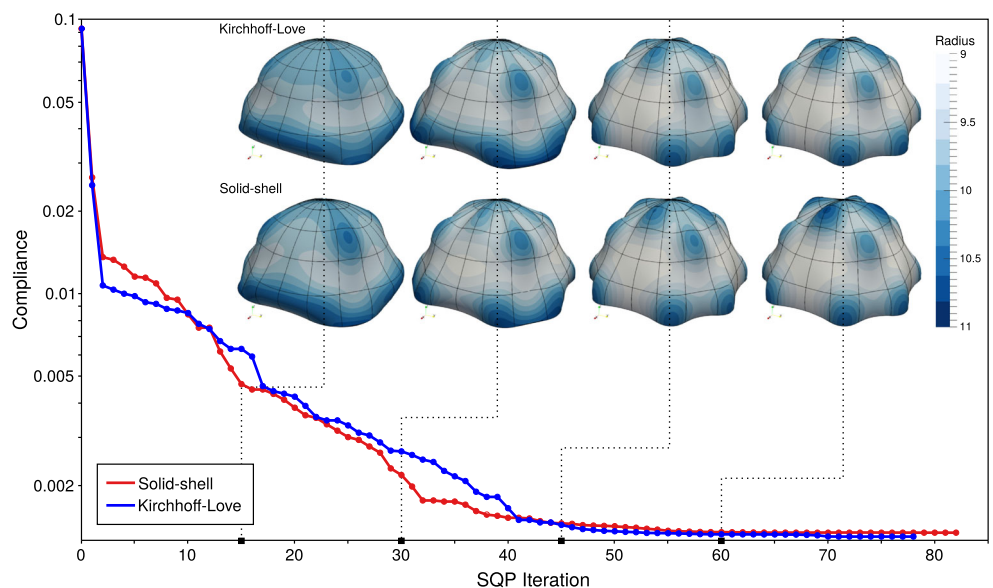 0.1
0.05
0.02
0.01
0.005
0.002
Compliance
Kirchhoff-Love
Solid-shell
Radius
9
9.5
10
10.5
11
Solid-shell
Kirchhoff-Love
0
10
20
30
40
50
60
70
80
SQP Iteration